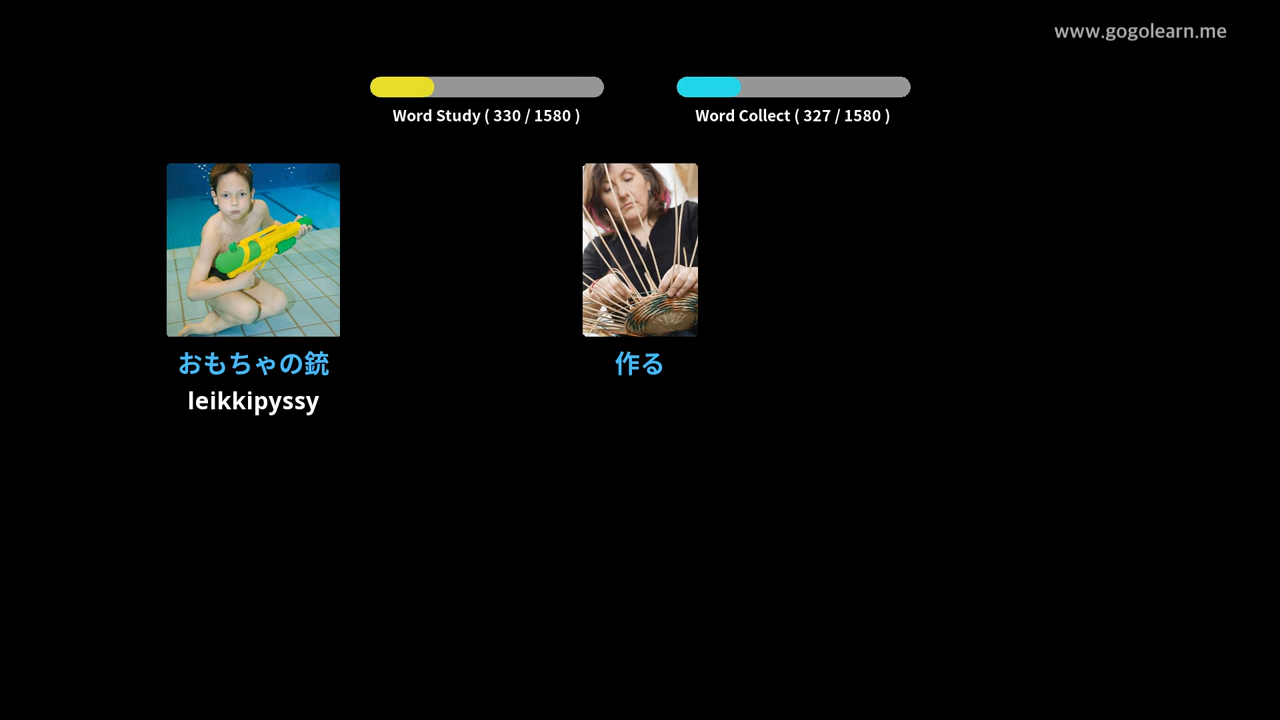 www.gogolearn.me
Word Study ( 330 / 1580 )
Word Collect ( 327 / 1580 )
おもちゃの銃
作る
leikkipyssy